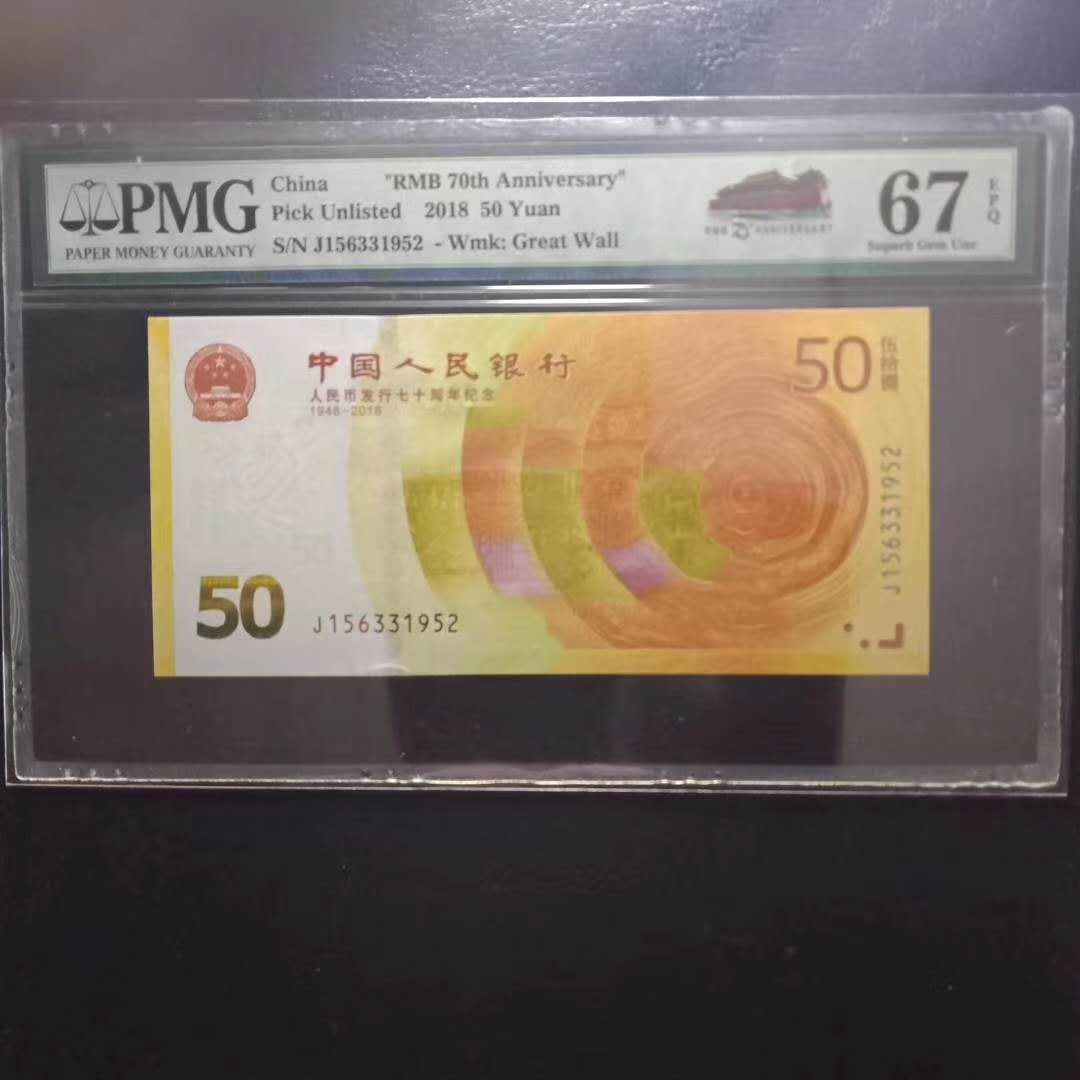 PMG
PAPER MONEY GUARANTY
China "RMB 70th Anniversary"
Pick Unlisted 2018 50 Yuan
S/N J156331952 - Wmk: Great Wall
67
EPQ
Superb Gem Unc
中国人民银行
人民币发行七十周年纪念
1948-2018
50
伍拾圆
J156331952
50
J156331952